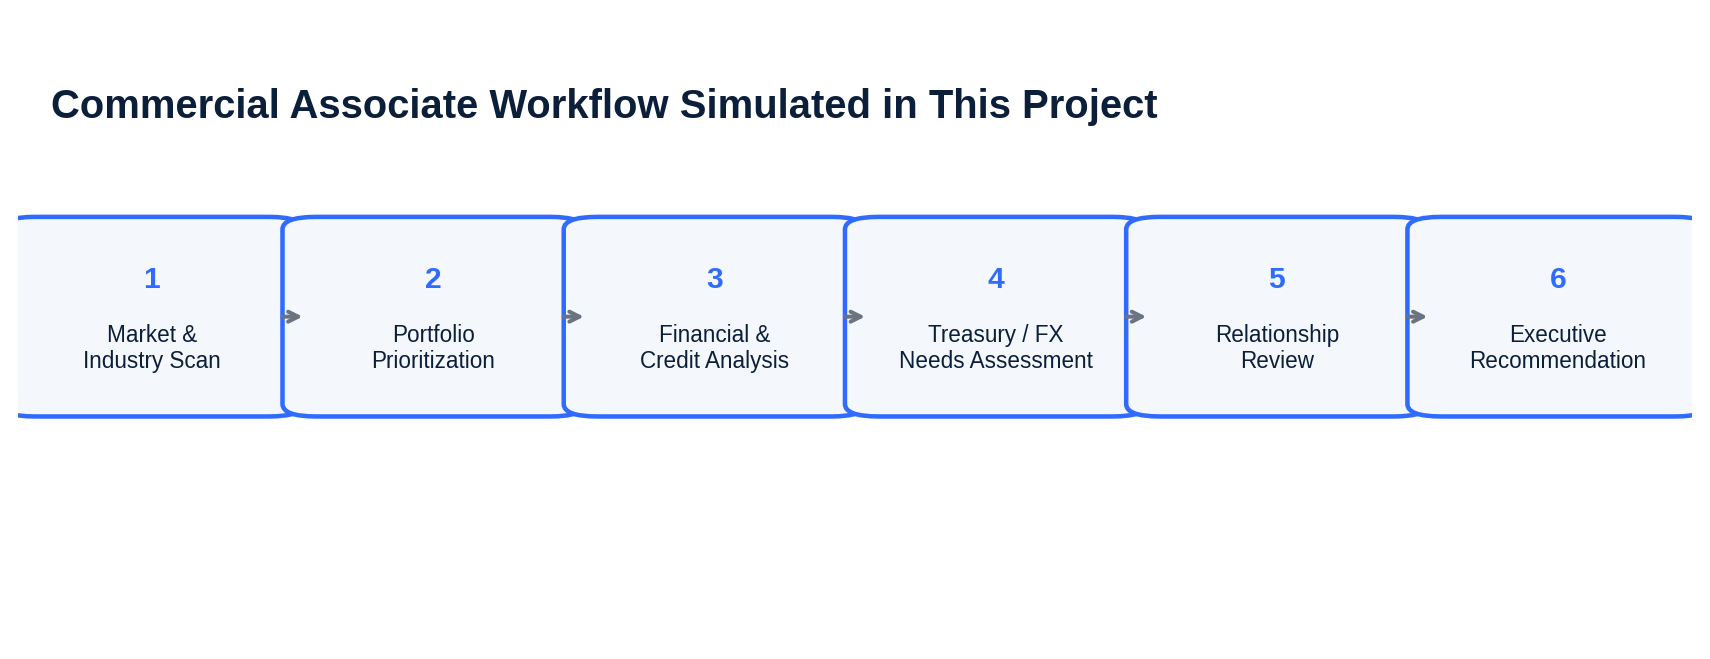 Commercial Associate Workflow Simulated in This Project
1
Market &
Industry Scan
2
Portfolio
Prioritization
3
Financial &
Credit Analysis
4
Treasury / FX
Needs Assessment
5
Relationship
Review
6
Executive
Recommendation